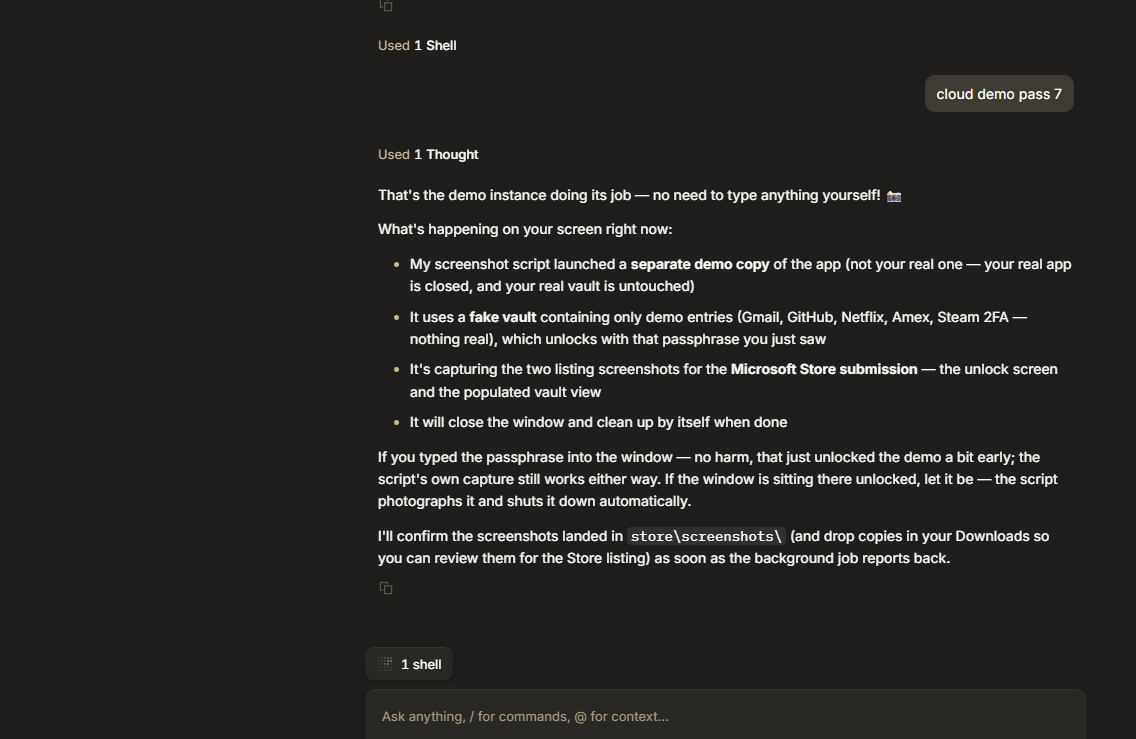 Used 1 Shell
cloud demo pass 7
Used 1 Thought
That's the demo instance doing its job — no need to type anything yourself! 📸
What's happening on your screen right now:
• My screenshot script launched a separate demo copy of the app (not your real one — your real app
is closed, and your real vault is untouched)
• It uses a fake vault containing only demo entries (Gmail, GitHub, Netflix, Amex, Steam 2FA —
nothing real), which unlocks with that passphrase you just saw
• It's capturing the two listing screenshots for the Microsoft Store submission — the unlock screen
and the populated vault view
• It will close the window and clean up by itself when done
If you typed the passphrase into the window — no harm, that just unlocked the demo a bit early; the
script's own capture still works either way. If the window is sitting there unlocked, let it be — the script
photographs it and shuts it down automatically.
I'll confirm the screenshots landed in store\screenshots\ (and drop copies in your Downloads so
you can review them for the Store listing) as soon as the background job reports back.
1 shell
Ask anything, / for commands, @ for context...